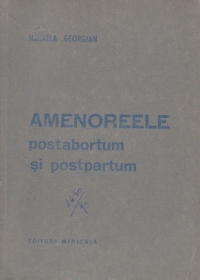 GEORGIAN
AMENOREELE
postabortum
și postpartum
EDITURA MEDICALĂ